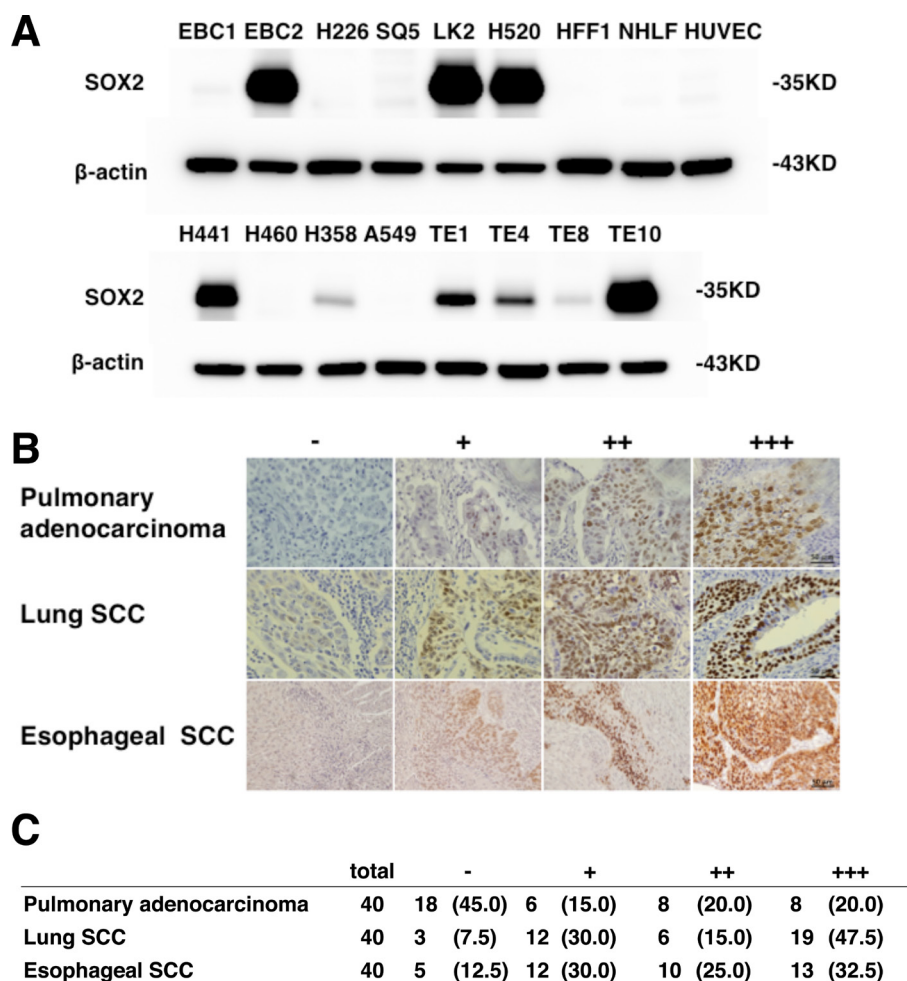 A
EBC1 EBC2 H226 SQ5 LK2 H520 HFF1 NHLF HUVEC
SOX2 -35KD
β-actin -43KD
H441 H460 H358 A549 TE1 TE4 TE8 TE10
SOX2 -35KD
β-actin -43KD
B
- + ++ +++
Pulmonary
adenocarcinoma
Lung SCC
Esophageal SCC
C
total - + ++ +++
Pulmonary adenocarcinoma 40 18 (45.0) 6 (15.0) 8 (20.0) 8 (20.0)
Lung SCC 40 3 (7.5) 12 (30.0) 6 (15.0) 19 (47.5)
Esophageal SCC 40 5 (12.5) 12 (30.0) 10 (25.0) 13 (32.5)